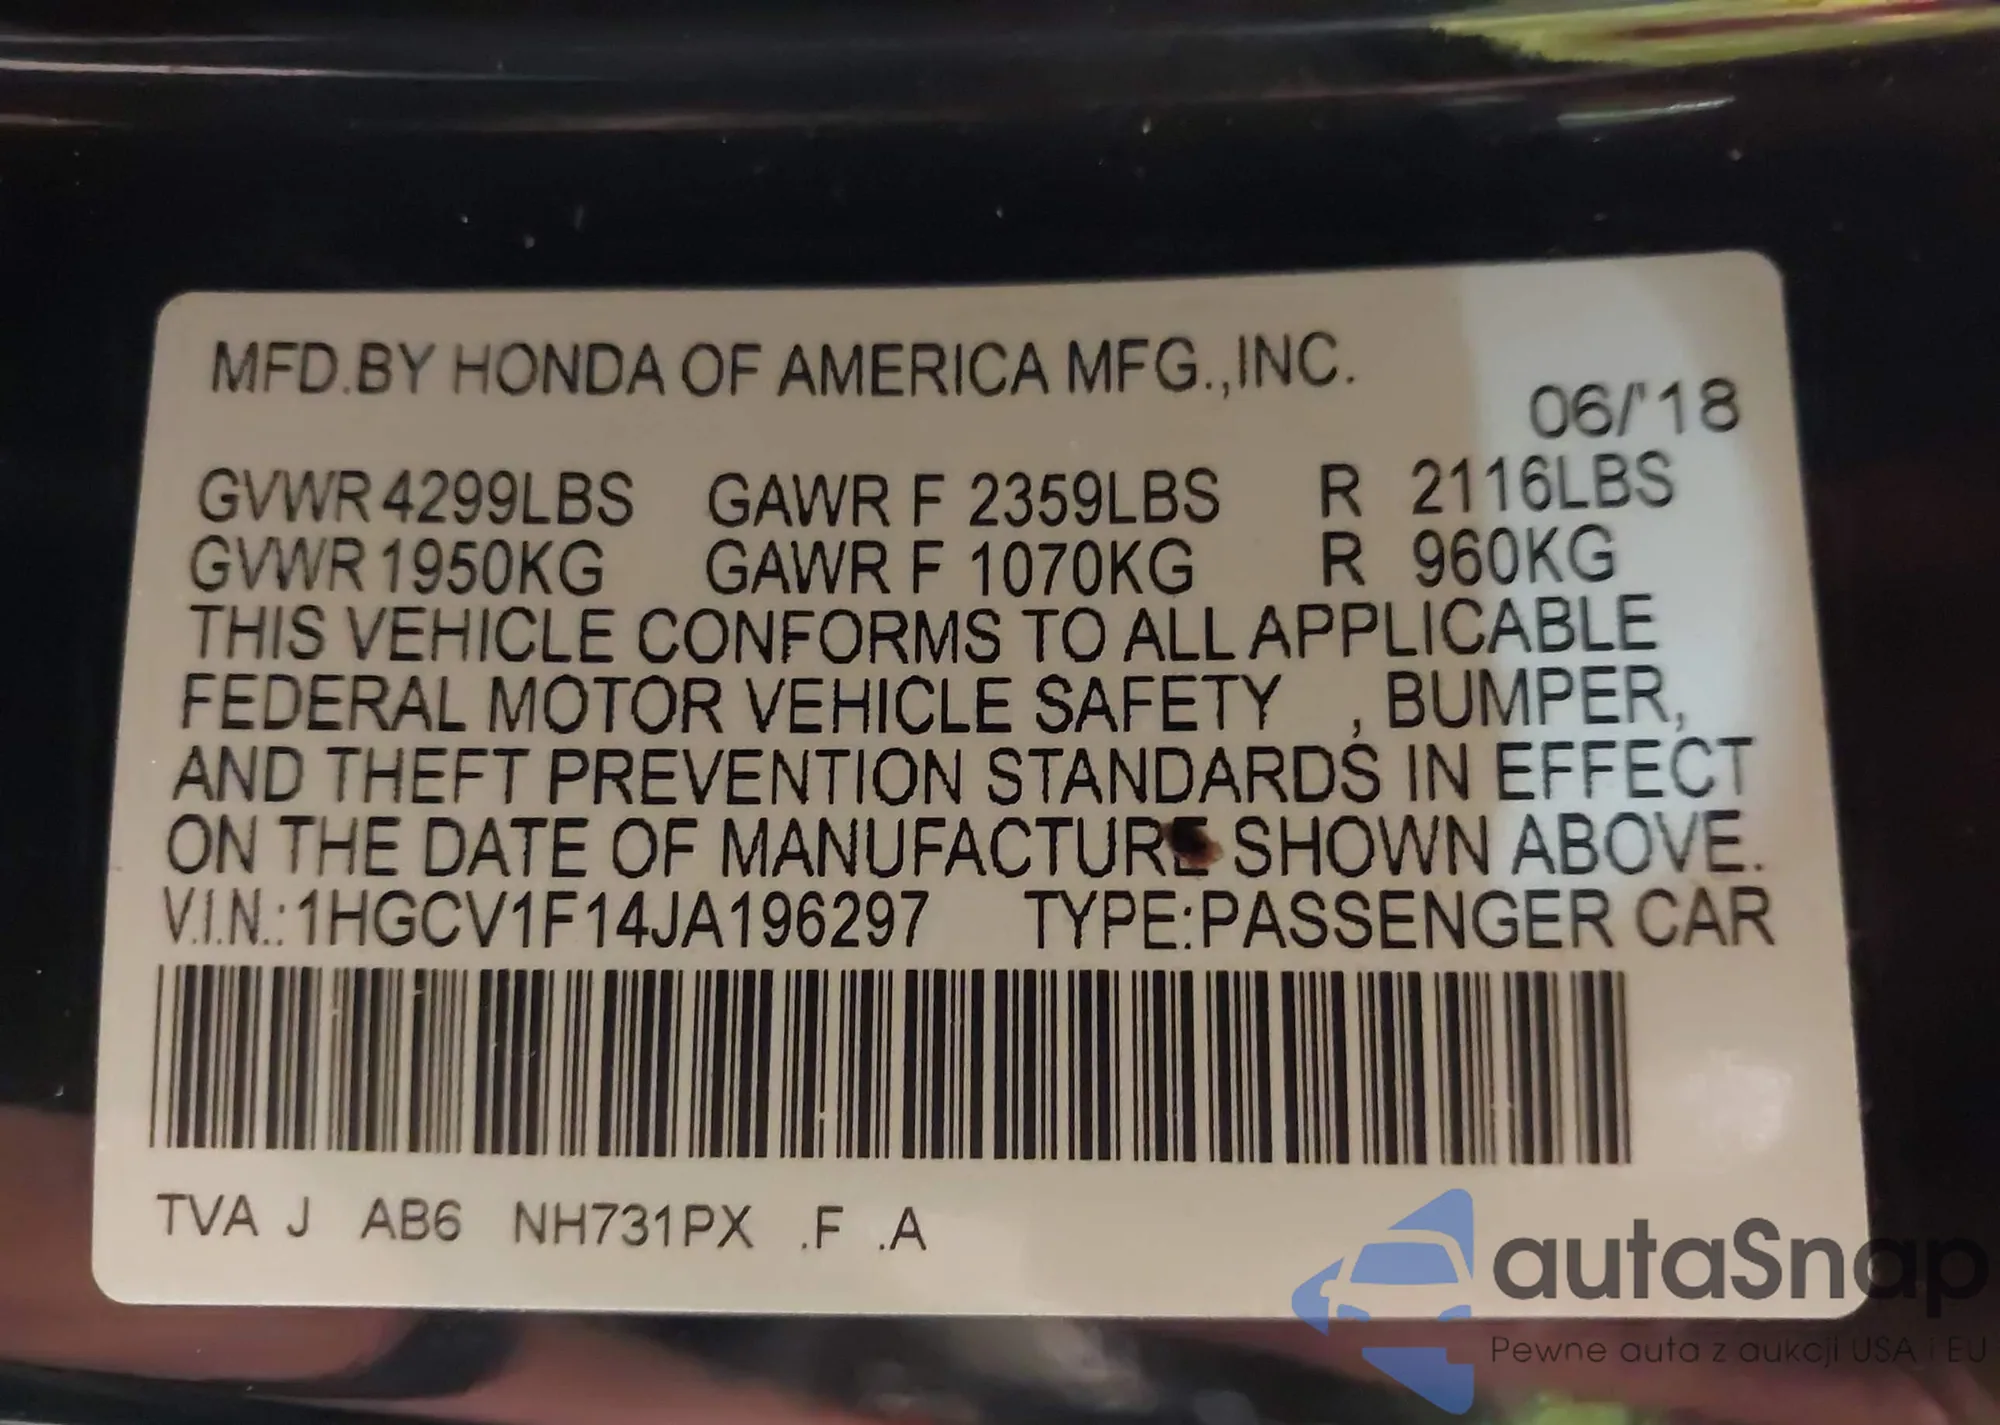 MFD.BY HONDA OF AMERICA MFG.,INC.
06/'18
GVWR 4299LBS GAWR F 2359LBS R 2116LBS
GVWR 1950KG GAWR F 1070KG R 960KG
THIS VEHICLE CONFORMS TO ALL APPLICABLE
FEDERAL MOTOR VEHICLE SAFETY , BUMPER,
AND THEFT PREVENTION STANDARDS IN EFFECT
ON THE DATE OF MANUFACTURE SHOWN ABOVE.
V.I.N.: 1HGCV1F14JA196297 TYPE:PASSENGER CAR
TVA J AB6 NH731PX .F .A
autaSnap
Pewne auta z aukcji USA i EU